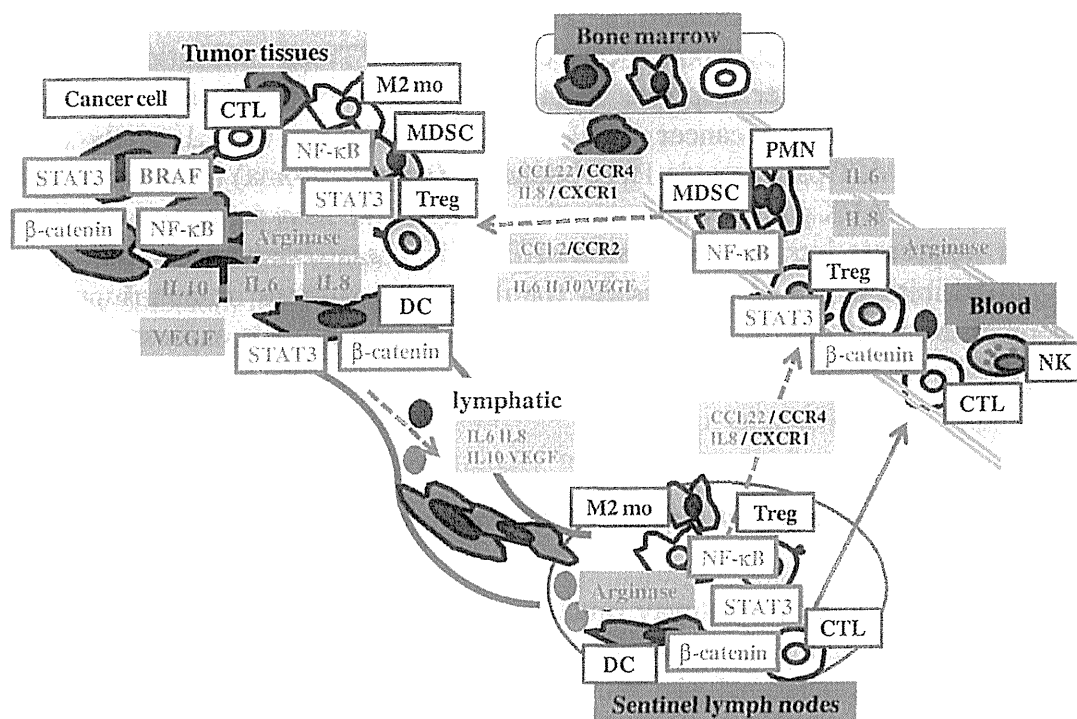 Tumor tissues
Cancer cell
CTL
M2 mo
MDSC
NF-κB
STAT3
BRAF
STAT3
Treg
β-catenin
NF-κB
Arginase
IL10
IL6
IL8
VEGF
DC
STAT3
β-catenin
Bone marrow
CCL22/CCR4
IL8/CXCR1
CCL2/CCR2
IL6 IL10 VEGF
PMN
MDSC
IL6
IL8
NF-κB
Arginase
Treg
STAT3
Blood
β-catenin
NK
CTL
lymphatic
IL6 IL8
IL10 VEGF
CCL22/CCR4
IL8/CXCR1
M2 mo
Treg
NF-κB
Arginase
STAT3
CTL
β-catenin
DC
Sentinel lymph nodes